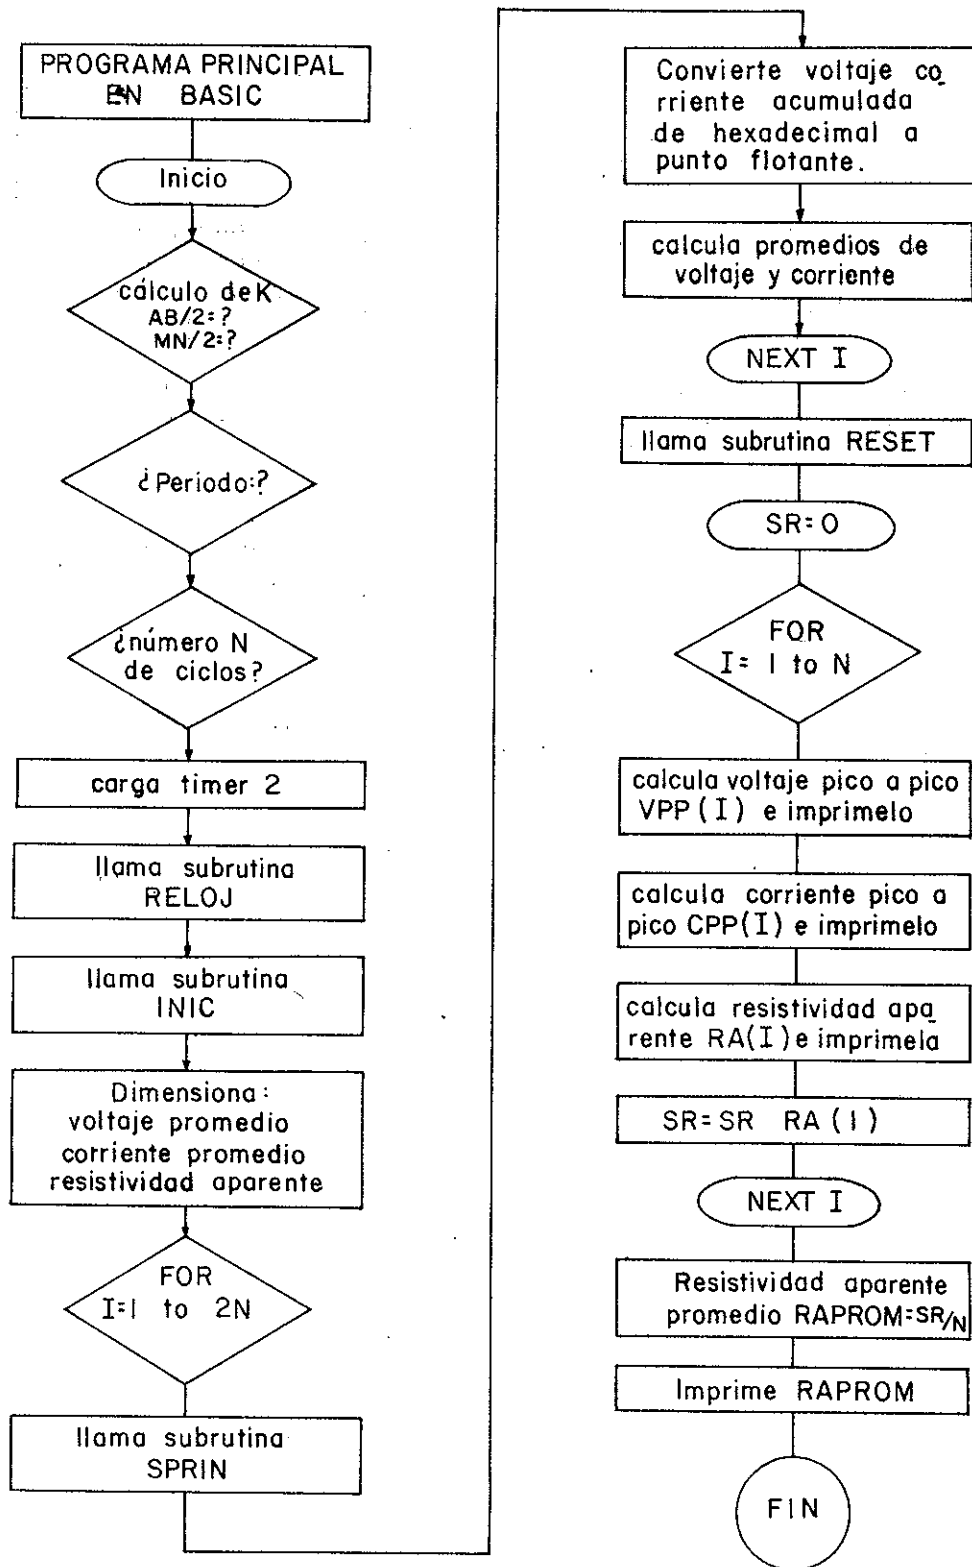 PROGRAMA PRINCIPAL
EN BASIC
Inicio
cálculo de K
AB/2=?
MN/2=?
¿Período:?
¿número N
de ciclos?
carga timer 2
llama subrutina
RELOJ
llama subrutina
INIC
Dimensiona:
voltaje promedio
corriente promedio
resistividad aparente
FOR
I=1 to 2N
llama subrutina
SPRIN
Convierte voltaje co_
rriente acumulada
de hexadecimal a
punto flotante.
calcula promedios de
voltaje y corriente
NEXT I
llama subrutina RESET
SR=0
FOR
I= 1 to N
calcula voltaje pico a pico
VPP(I) e imprimelo
calcula corriente pico a
pico CPP(I) e imprimelo
calcula resistividad apa_
rente RA(I) e imprimela
SR=SR RA(I)
NEXT I
Resistividad aparente
promedio RAPROM=SR/N
Imprime RAPROM
FIN